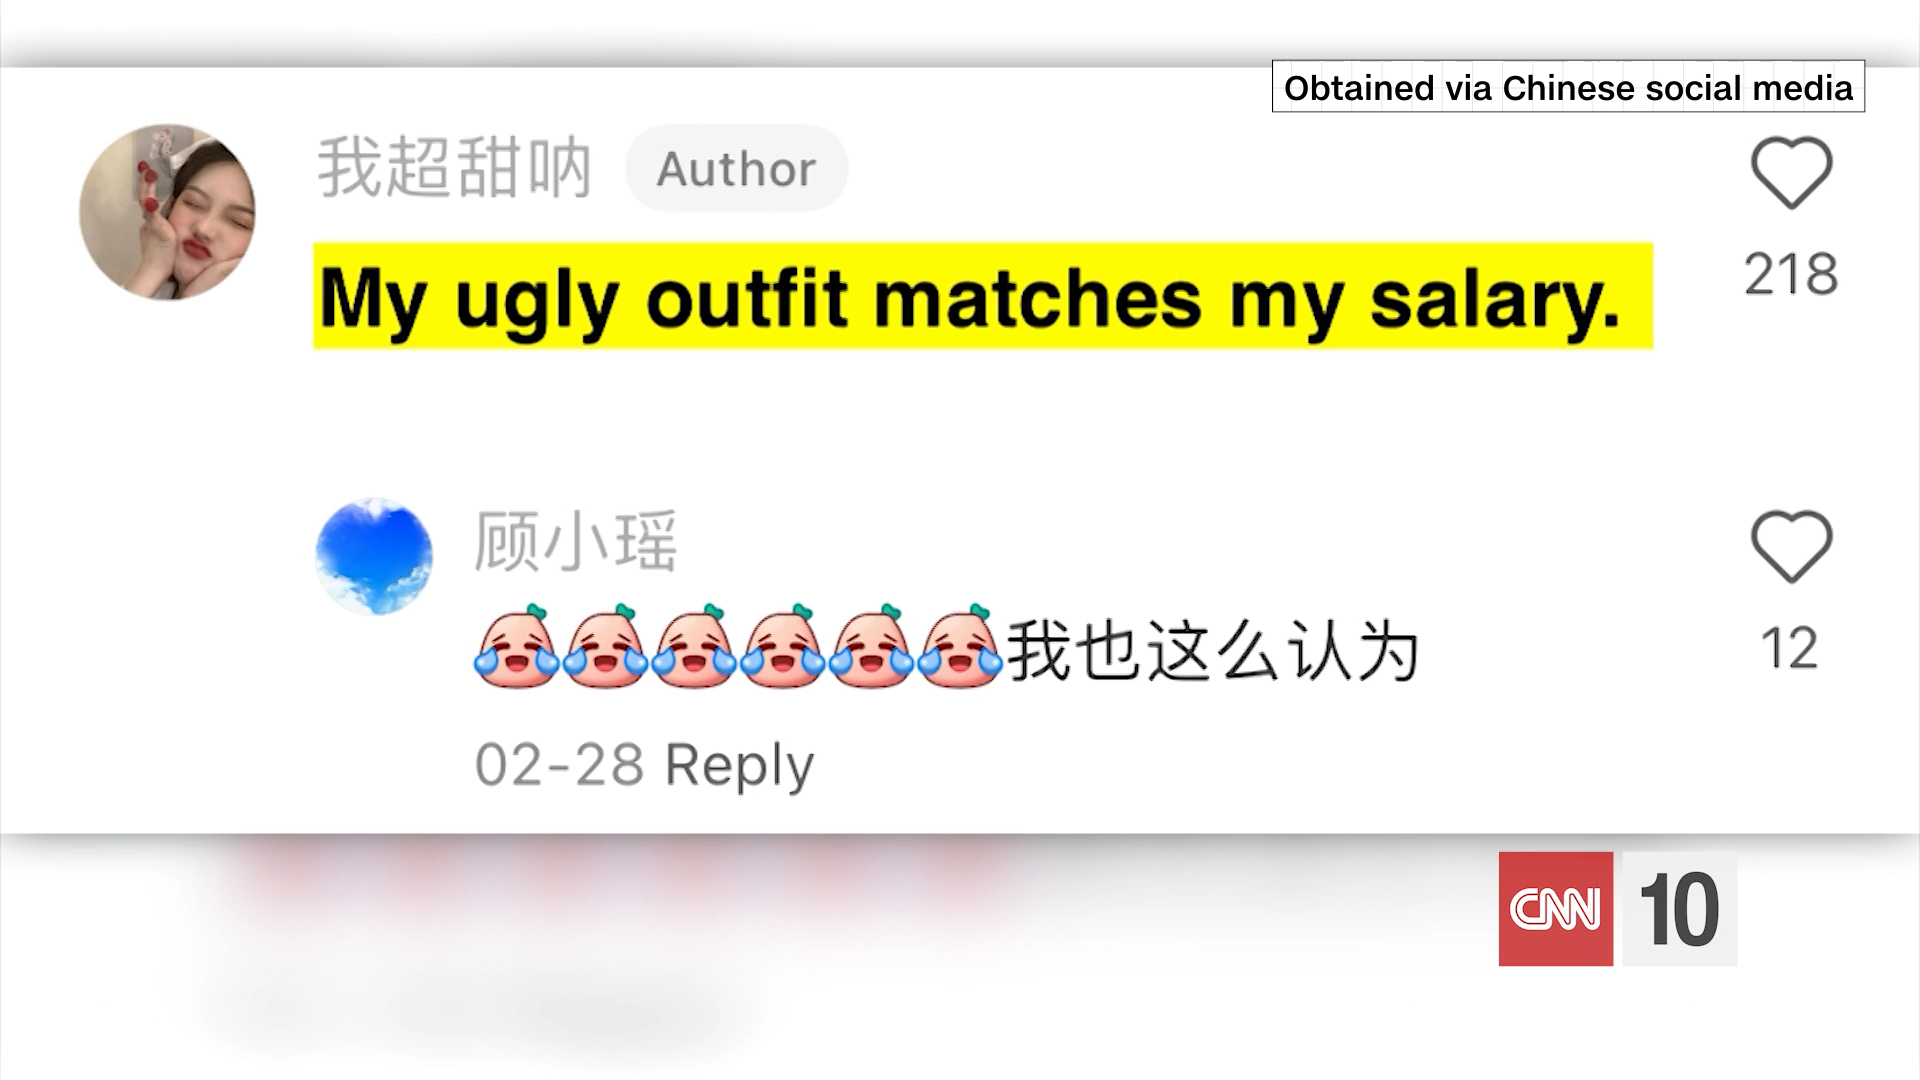 Obtained via Chinese social media
我超甜呐 Author
My ugly outfit matches my salary.
218
顾小瑶
我也这么认为
12
02-28 Reply
CNN 10